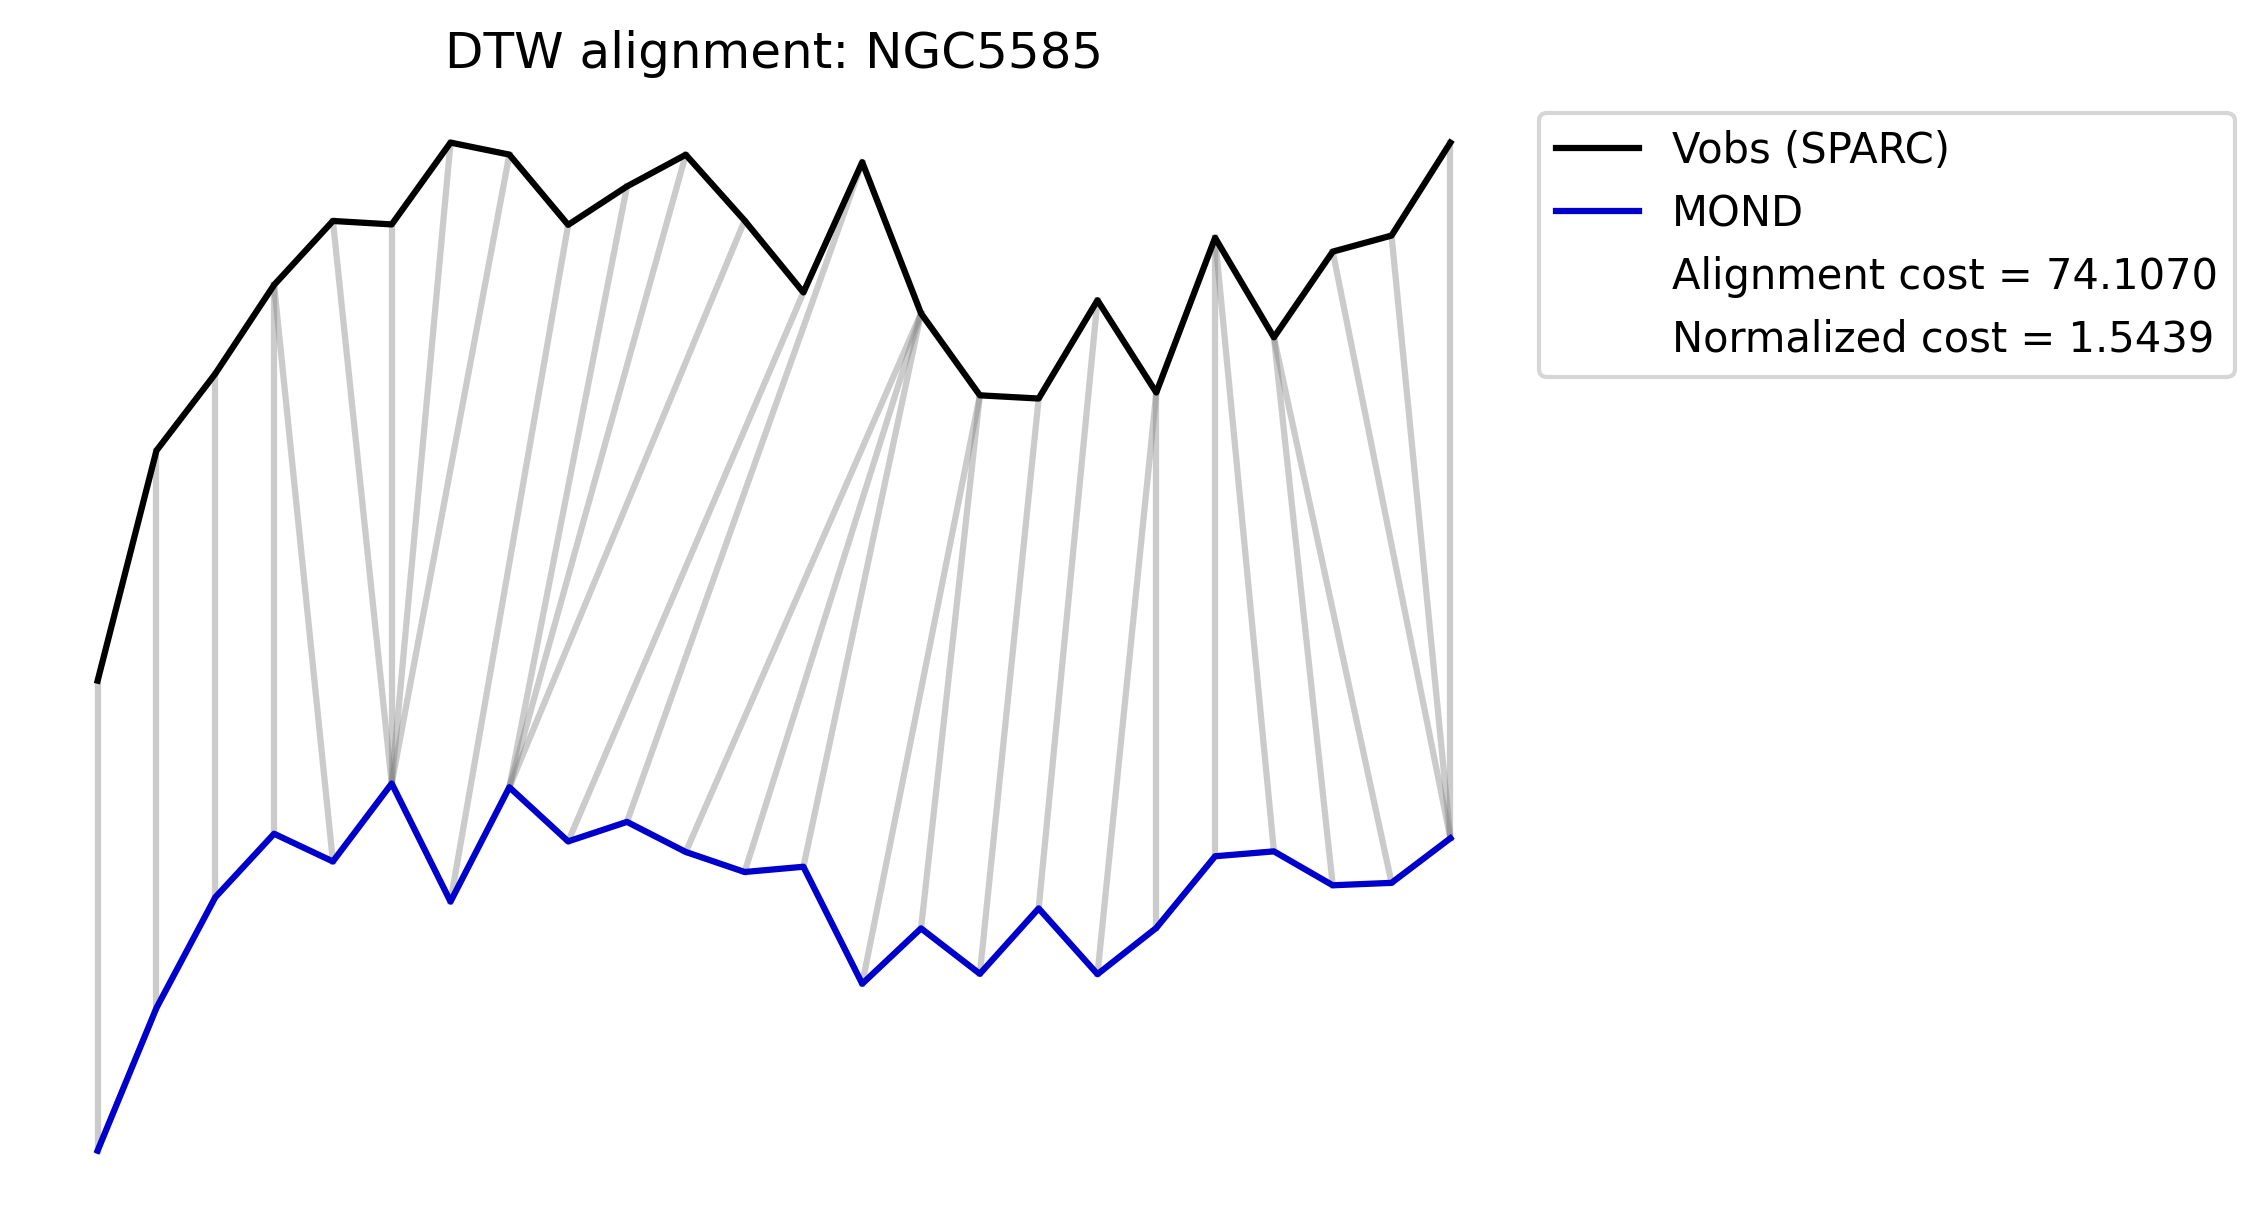 DTW alignment: NGC5585
Vobs (SPARC)
MOND
Alignment cost = 74.1070
Normalized cost = 1.5439